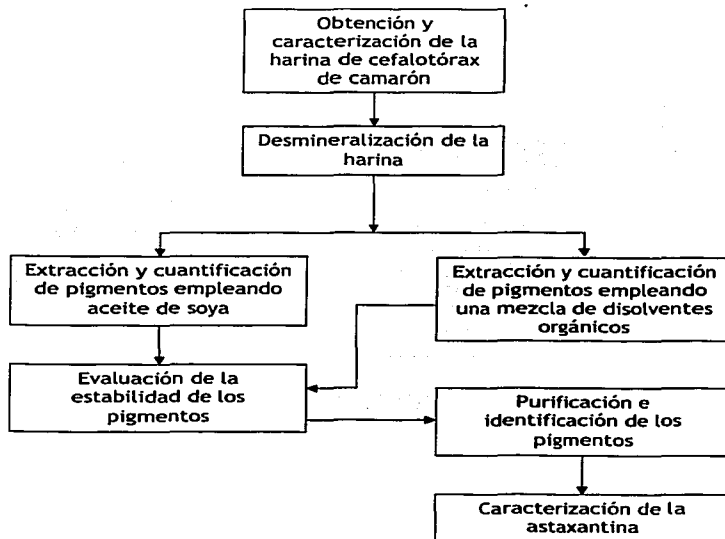 Obtención y
caracterización de la
harina de cefalotórax
de camarón
Desmineralización de la
harina
Extracción y cuantificación
de pigmentos empleando
aceite de soya
Extracción y cuantificación
de pigmentos empleando
una mezcla de disolventes
orgánicos
Evaluación de la
estabilidad de los
pigmentos
Purificación e
identificación de los
pigmentos
Caracterización de la
astaxantina